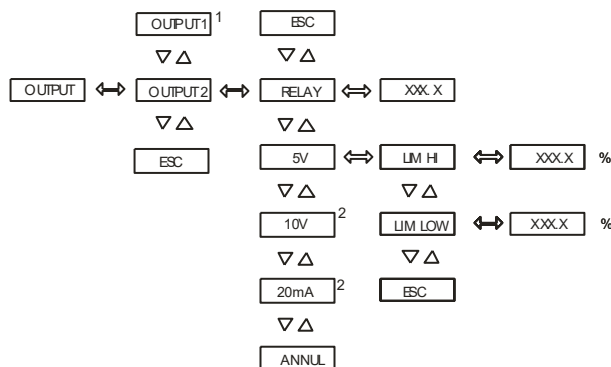 OUTPUT1 1 ESC
OUTPUT OUTPUT2 RELAY XXX.X
ESC 5V LIM HI XXX.X %
10V 2 LIM LOW XXX.X %
20mA 2 ESC
ANNUL